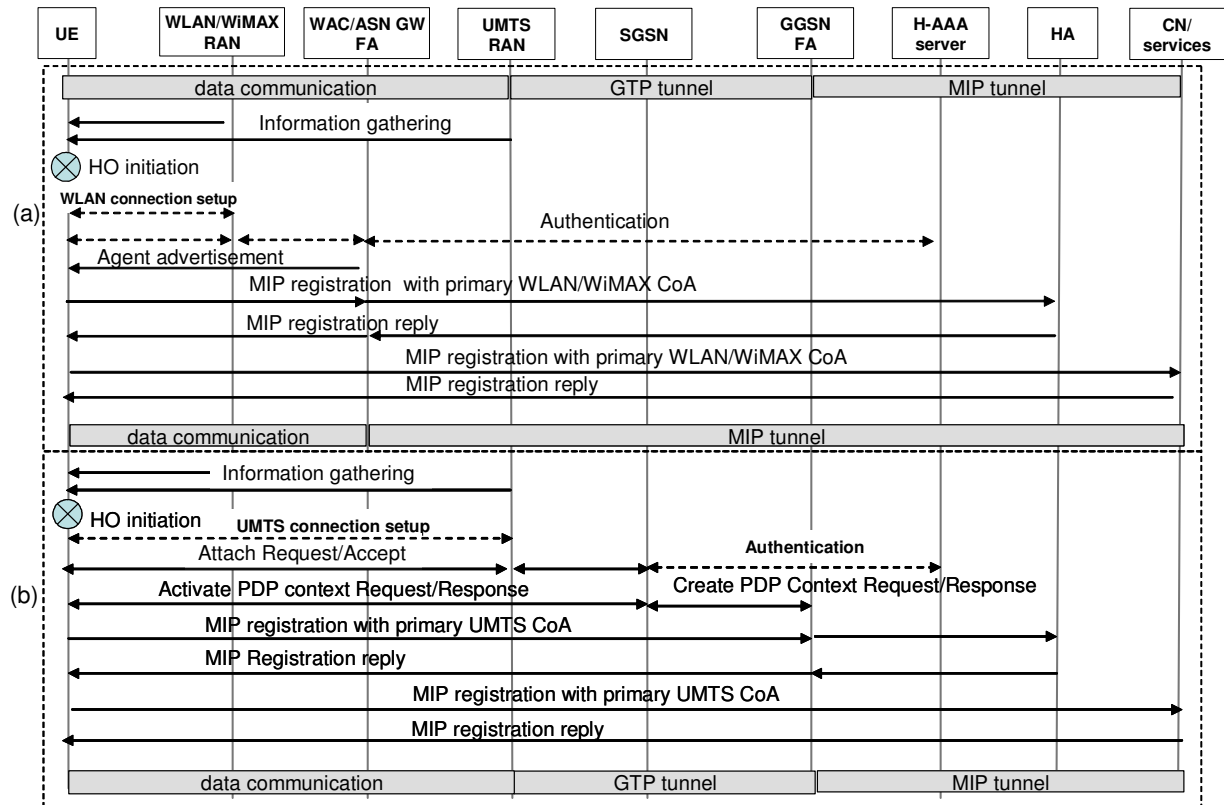 UE
WLAN/WiMAX
RAN
WAC/ASN GW
FA
UMTS
RAN
SGSN
GGSN
FA
H-AAA
server
HA
CN/
services
data communication
GTP tunnel
MIP tunnel
Information gathering
HO initiation
WLAN connection setup
(a)
Authentication
Agent advertisement
MIP registration with primary WLAN/WiMAX CoA
MIP registration reply
MIP registration with primary WLAN/WiMAX CoA
MIP registration reply
data communication
MIP tunnel
Information gathering
HO initiation
UMTS connection setup
Attach Request/Accept
Authentication
(b)
Activate PDP context Request/Response
Create PDP Context Request/Response
MIP registration with primary UMTS CoA
MIP Registration reply
MIP registration with primary UMTS CoA
MIP registration reply
data communication
GTP tunnel
MIP tunnel